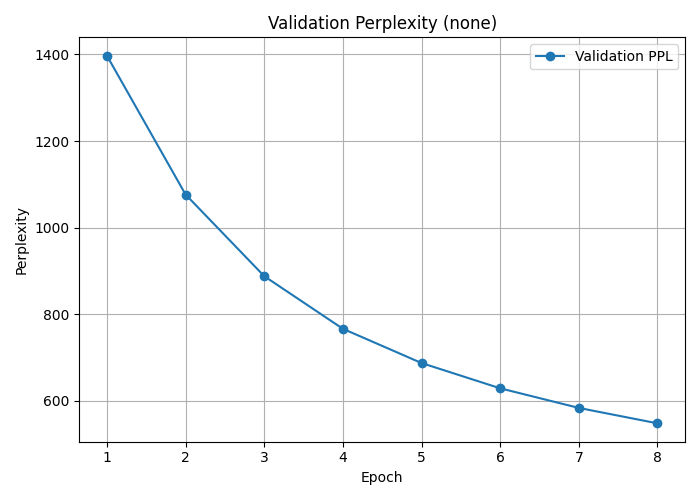 Validation Perplexity (none)
Validation PPL
1400
1200
1000
800
600
Perplexity
1 2 3 4 5 6 7 8
Epoch